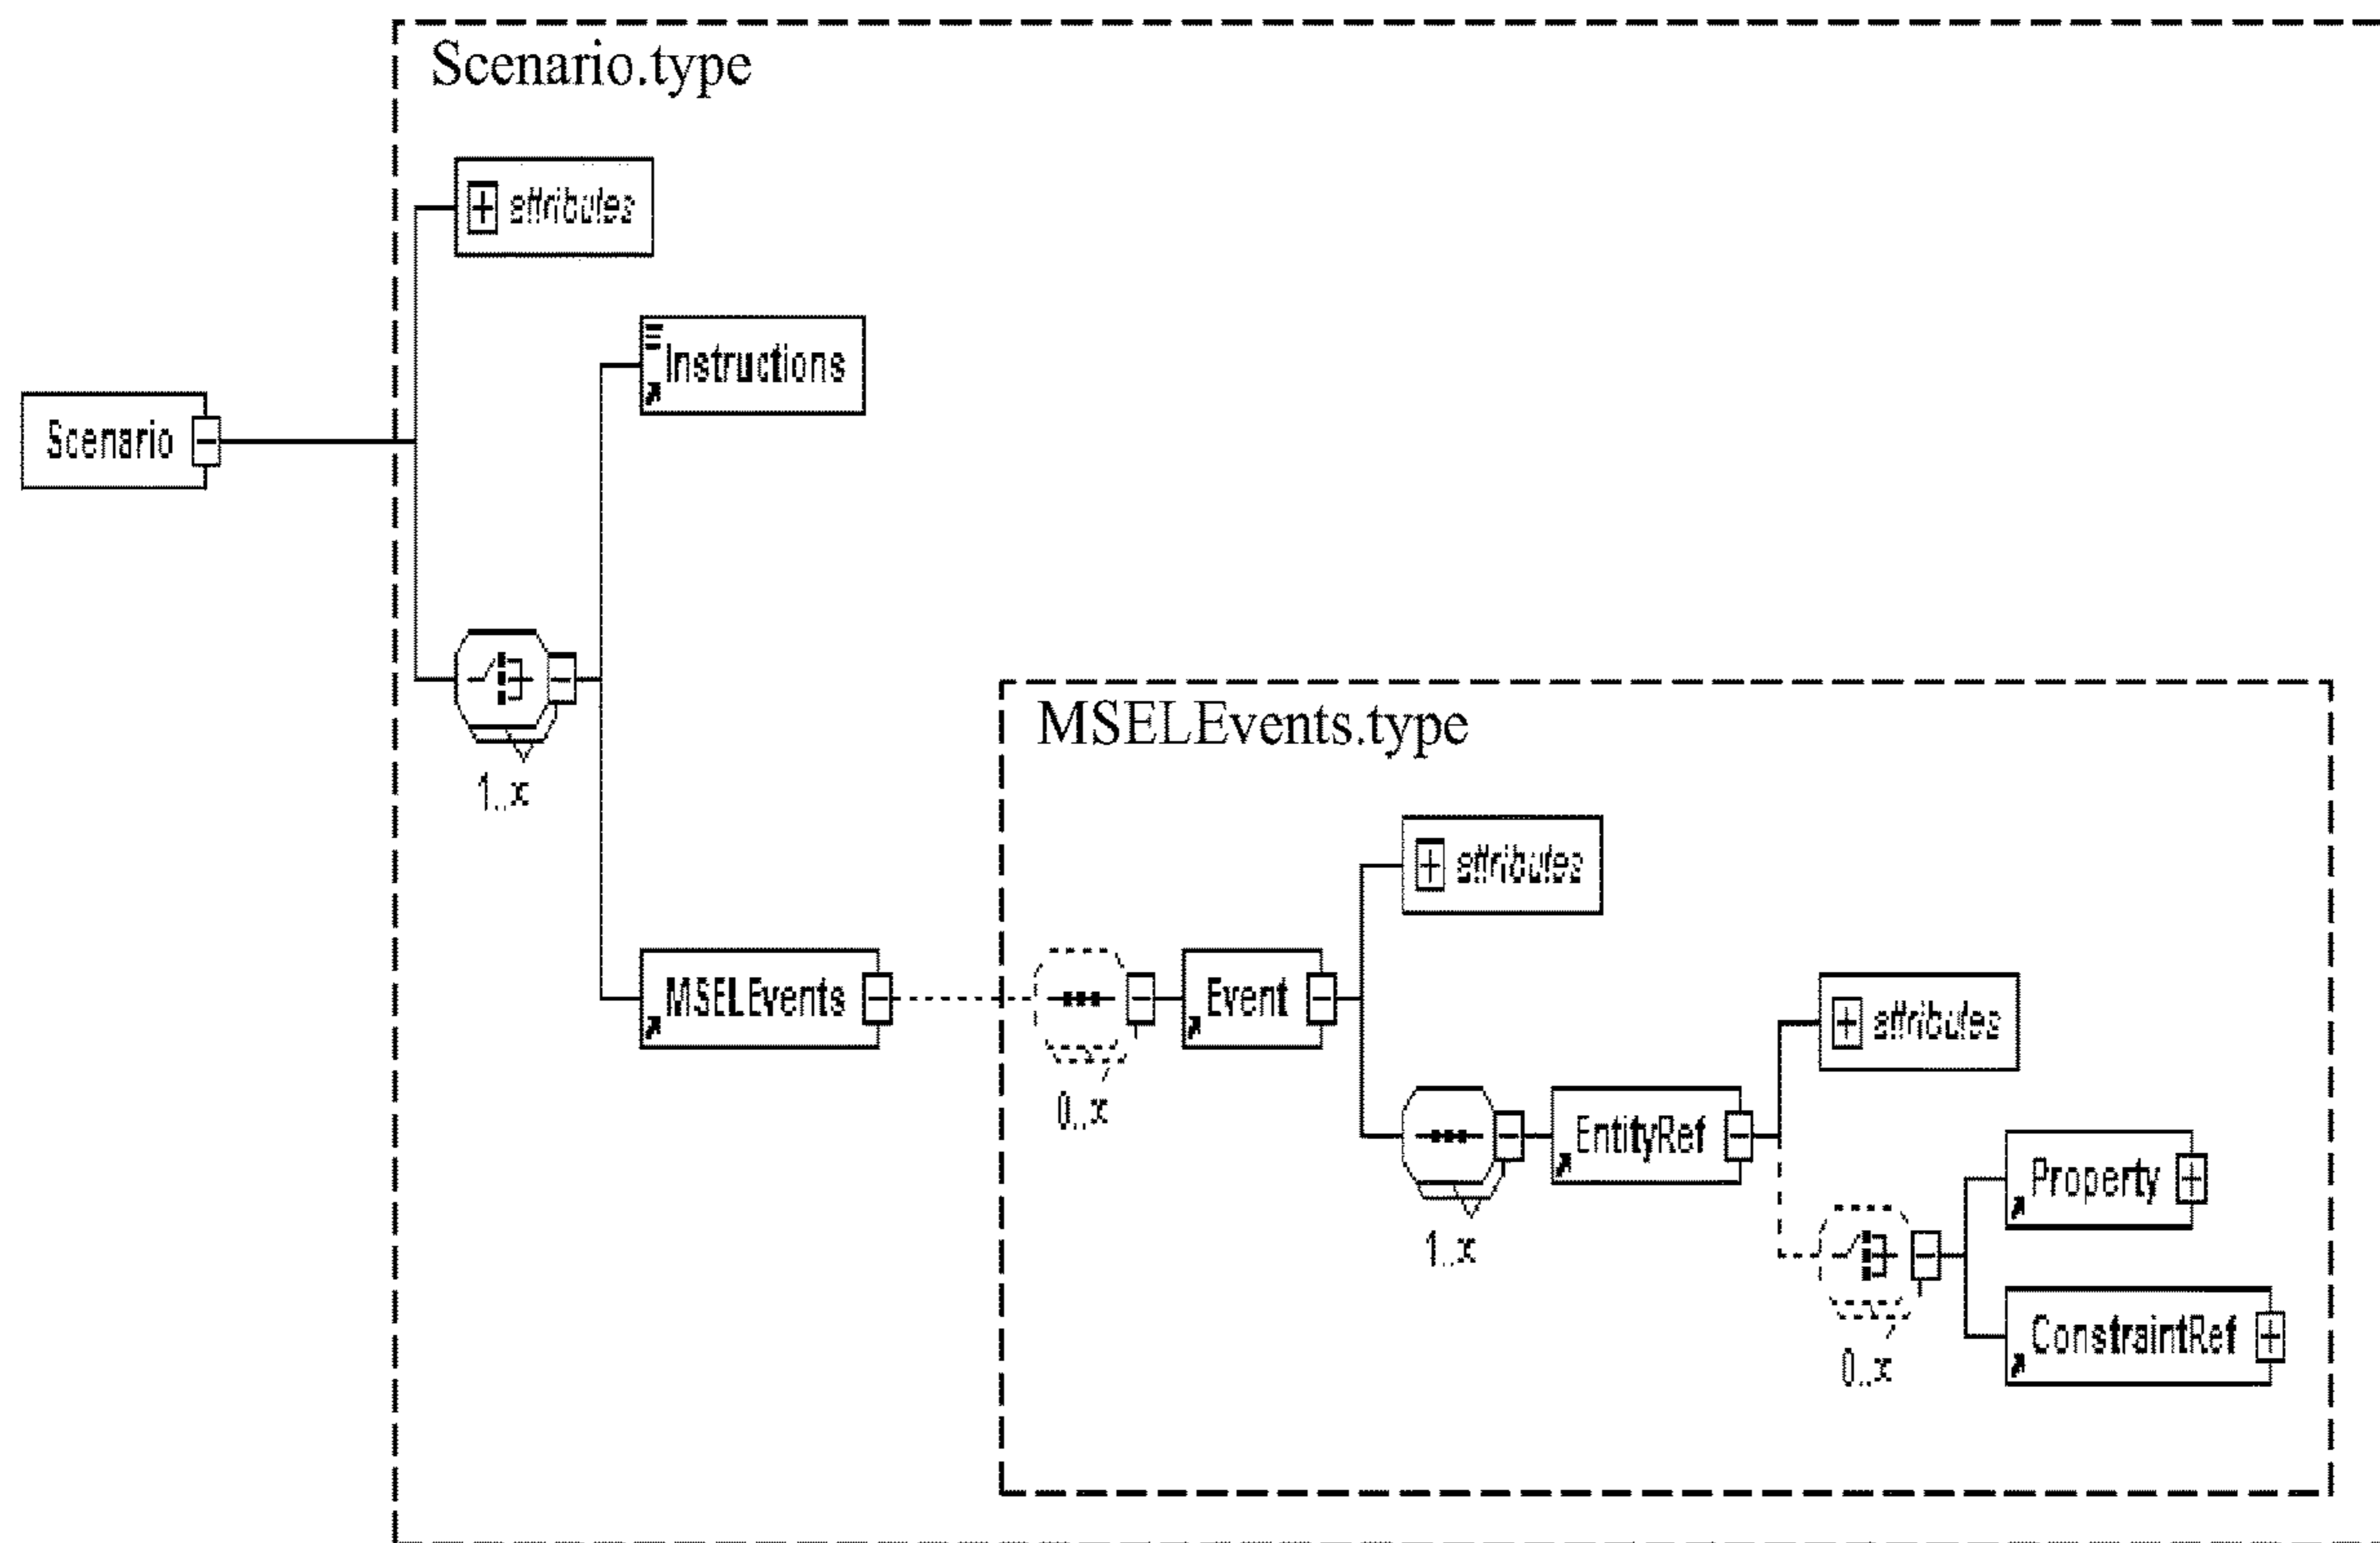 Scenario.type
attributes
Instructions
Scenario
1..x
MSELEvents.type
attributes
MSELEvents
Event
attributes
0..x
EntityRef
Property
1..x
ConstraintRef
0..x